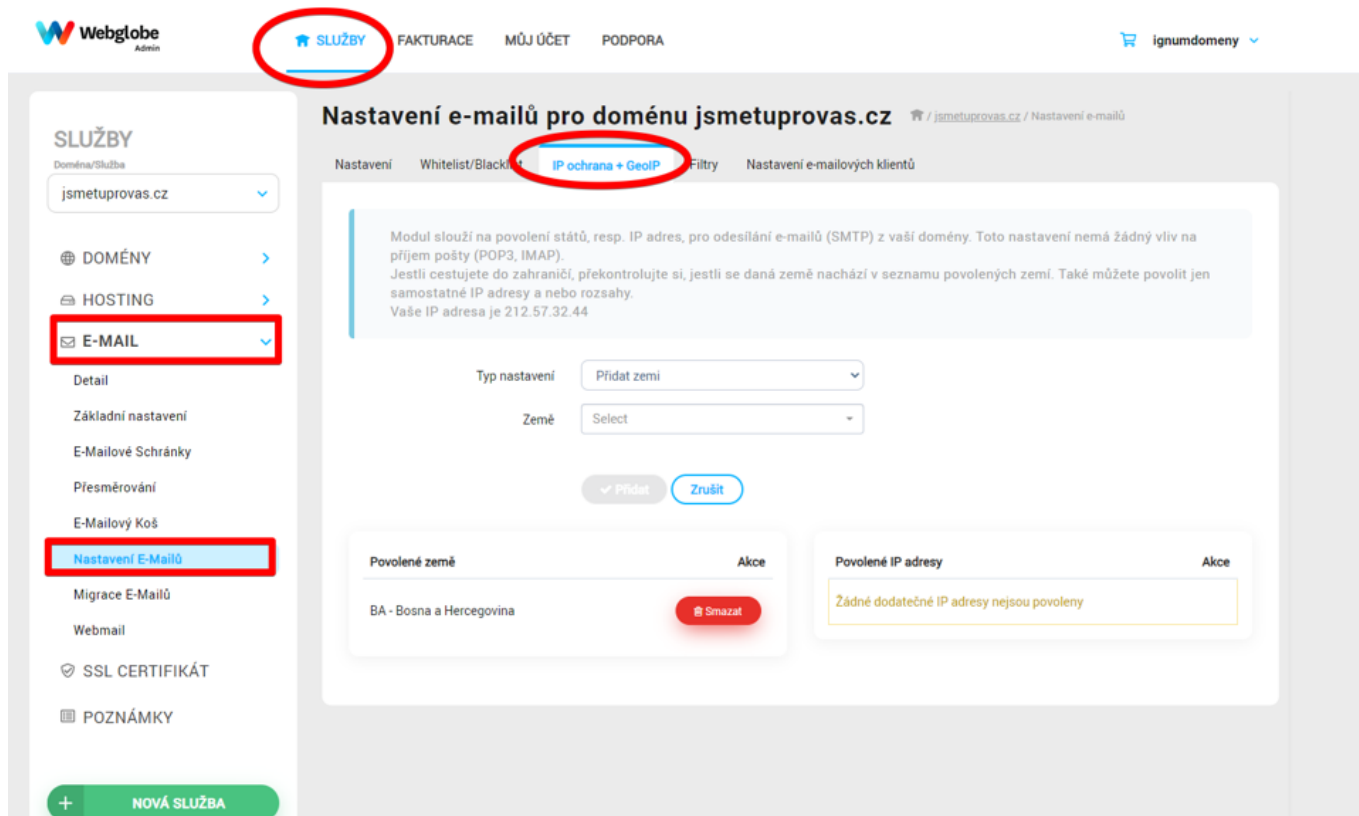 Webglobe
Admin
SLUŽBY
FAKTURACE
MŮJ ÚČET
PODPORA
ignumdomeny
SLUŽBY
Doména/Služba
jsmetuprovas.cz
DOMÉNY
HOSTING
E-MAIL
Detail
Základní nastavení
E-Mailové Schránky
Přesměrování
E-Mailový Koš
Nastavení E-Mailů
Migrace E-Mailů
Webmail
SSL CERTIFIKÁT
POZNÁMKY
+ NOVÁ SLUŽBA
Nastavení e-mailů pro doménu jsmetuprovas.cz
/ jsmetuprovas.cz / Nastavení e-mailů
Nastavení
Whitelist/Blacklist
IP ochrana + GeoIP
Filtry
Nastavení e-mailových klientů
Modul slouží na povolení států, resp. IP adres, pro odesílání e-mailů (SMTP) z vaší domény. Toto nastavení nemá žádný vliv na
příjem pošty (POP3, IMAP).
Jestli cestujete do zahraničí, překontrolujte si, jestli se daná země nachází v seznamu povolených zemí. Také můžete povolit jen
samostatné IP adresy a nebo rozsahy.
Vaše IP adresa je 212.57.32.44
Typ nastavení
Přidat zemi
Země
Select
Přidat
Zrušit
Povolené země
Akce
BA - Bosna a Hercegovina
Smazat
Povolené IP adresy
Akce
Žádné dodatečné IP adresy nejsou povoleny